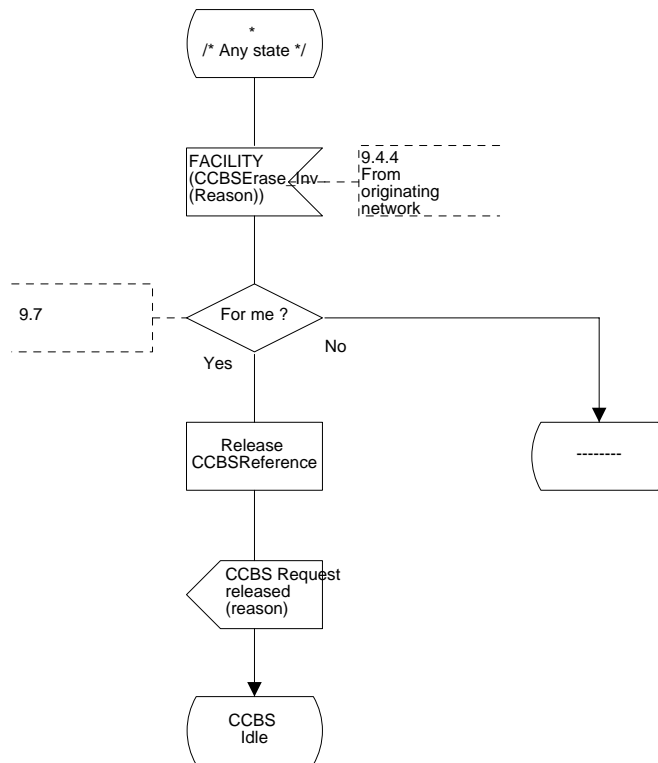 *
/* Any state */
FACILITY
(CCBSErase_Inv
(Reason))
9.4.4
From
originating
network
9.7
For me ?
No
Yes
Release
CCBSReference
--------
CCBS Request
released
(reason)
CCBS
Idle